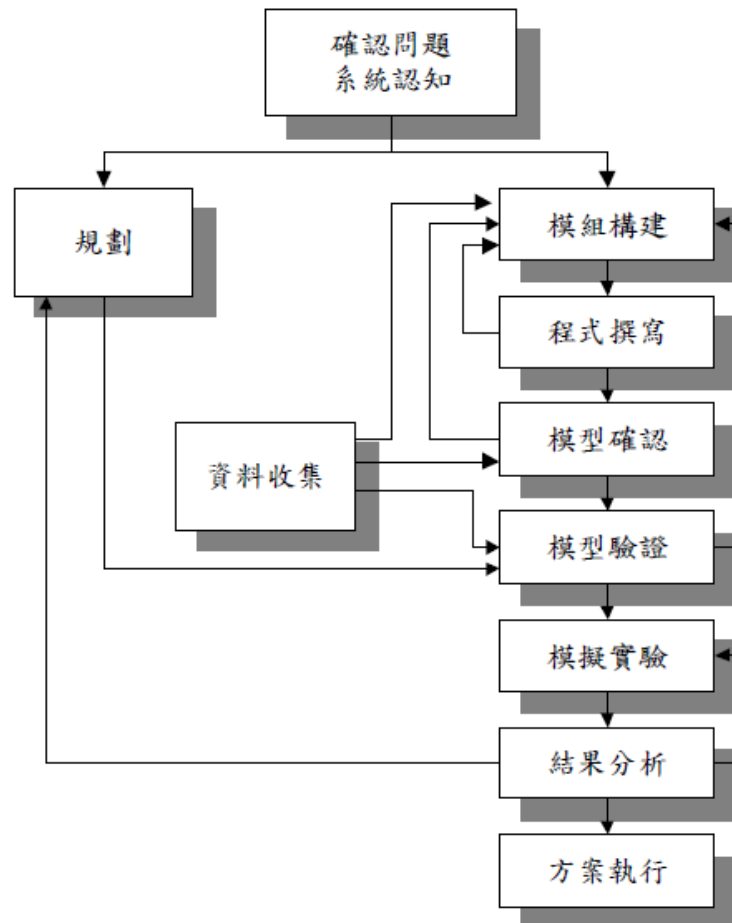 確認問題
系統認知
規劃
模組構建
程式撰寫
資料收集
模型確認
模型驗證
模擬實驗
結果分析
方案執行